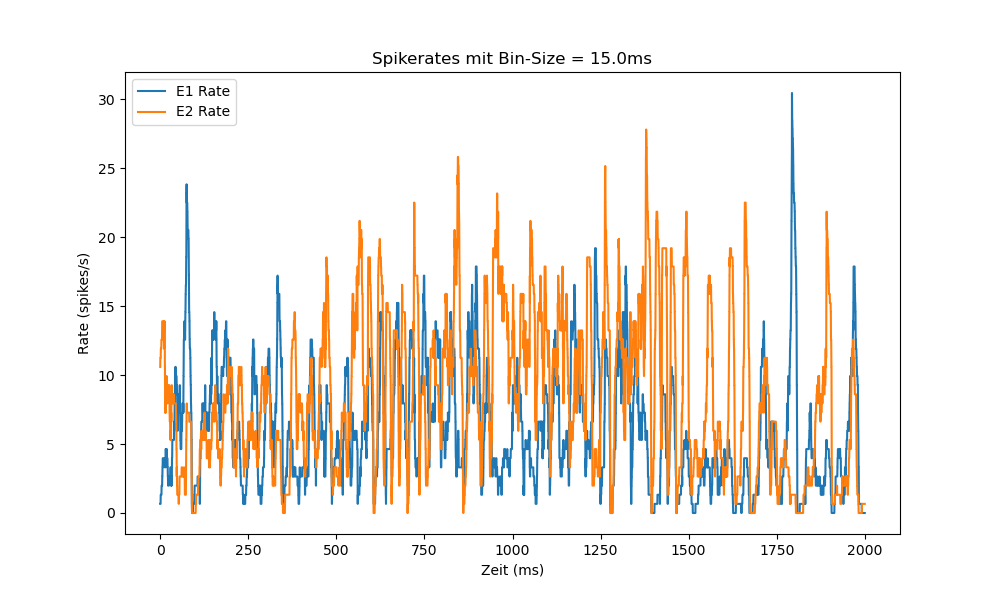 Spikerates mit Bin-Size = 15.0ms
E1 Rate
E2 Rate
30
25
20
15
10
5
0
Rate (spikes/s)
0 250 500 750 1000 1250 1500 1750 2000
Zeit (ms)